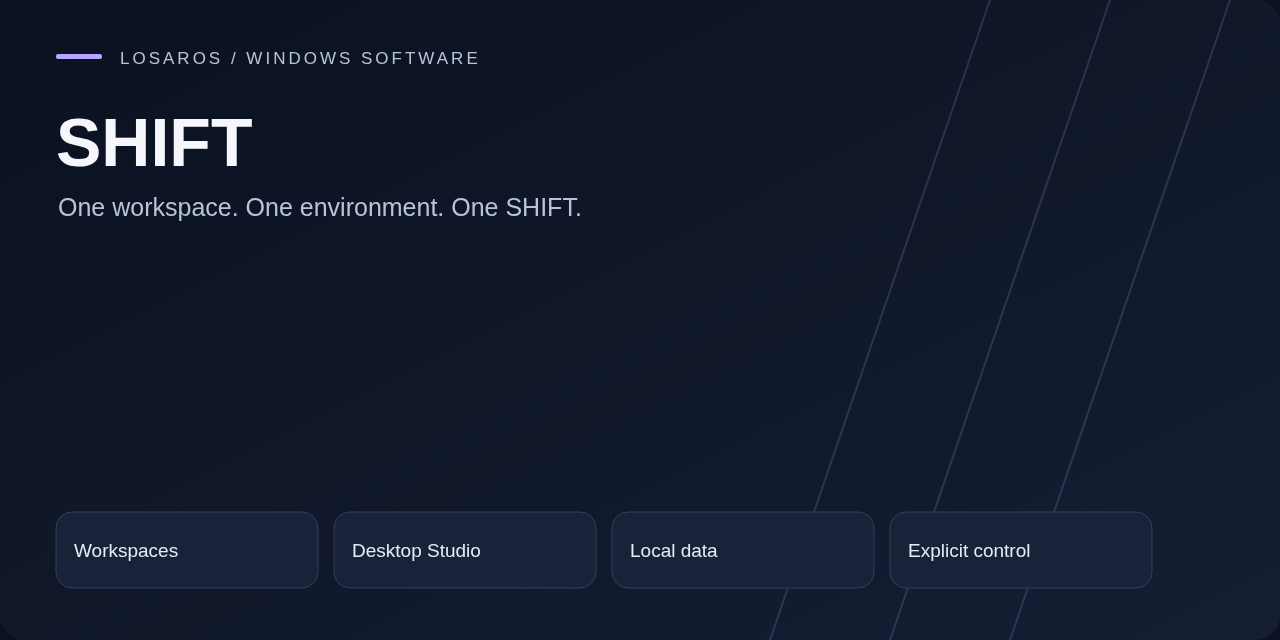 LOSAROS / WINDOWS SOFTWARE
SHIFT
One workspace. One environment. One SHIFT.
Workspaces
Desktop Studio
Local data
Explicit control